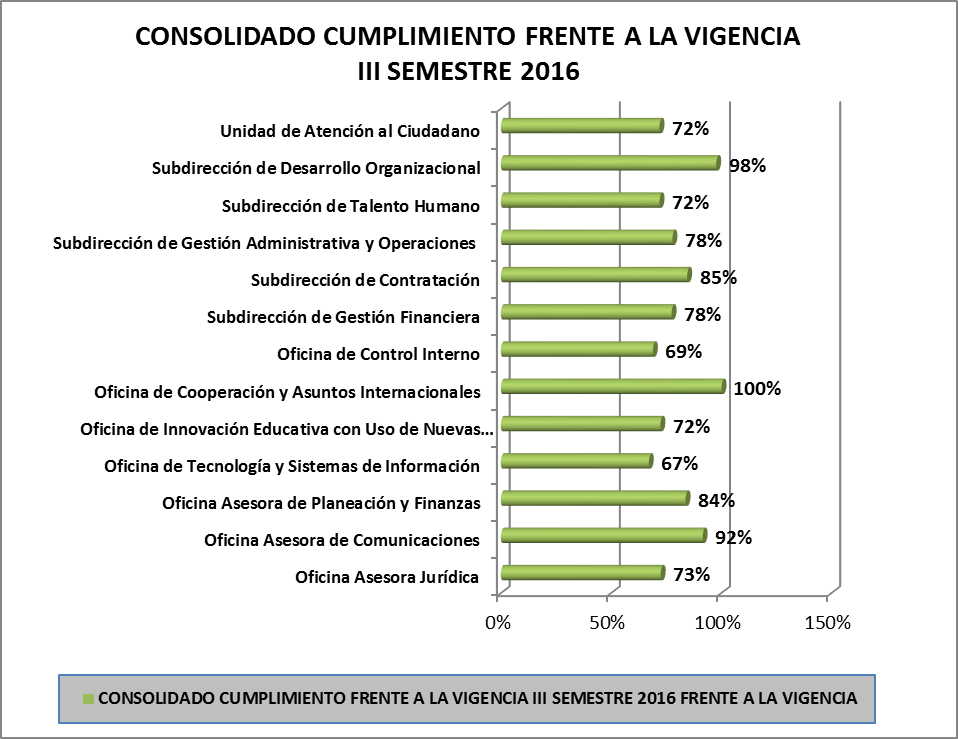 CONSOLIDADO CUMPLIMIENTO FRENTE A LA VIGENCIA
III SEMESTRE 2016
Unidad de Atención al Ciudadano 72%
Subdirección de Desarrollo Organizacional 98%
Subdirección de Talento Humano 72%
Subdirección de Gestión Administrativa y Operaciones 78%
Subdirección de Contratación 85%
Subdirección de Gestión Financiera 78%
Oficina de Control Interno 69%
Oficina de Cooperación y Asuntos Internacionales 100%
Oficina de Innovación Educativa con Uso de Nuevas... 72%
Oficina de Tecnología y Sistemas de Información 67%
Oficina Asesora de Planeación y Finanzas 84%
Oficina Asesora de Comunicaciones 92%
Oficina Asesora Jurídica 73%
0% 50% 100% 150%
CONSOLIDADO CUMPLIMIENTO FRENTE A LA VIGENCIA III SEMESTRE 2016 FRENTE A LA VIGENCIA